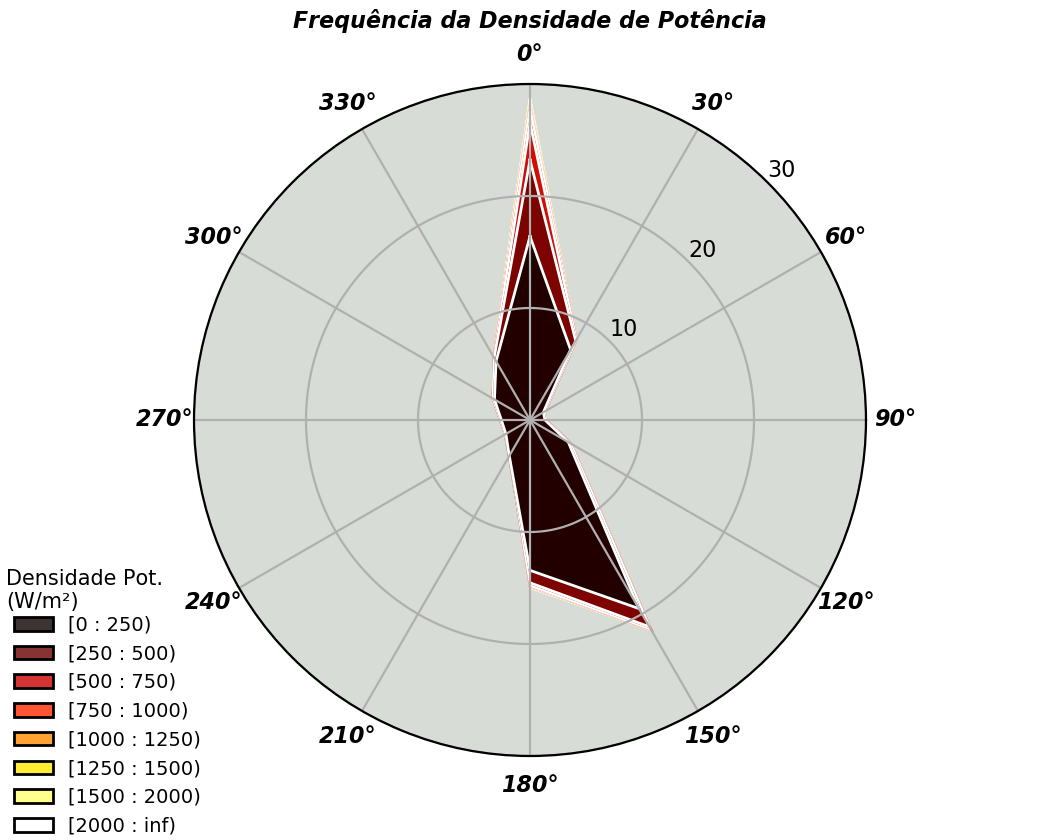 Frequência da Densidade de Potência
0°
330°
30°
30
300°
60°
20
10
270°
90°
240°
120°
210°
150°
180°
Densidade Pot.
(W/m²)
[0 : 250)
[250 : 500)
[500 : 750)
[750 : 1000)
[1000 : 1250)
[1250 : 1500)
[1500 : 2000)
[2000 : inf)